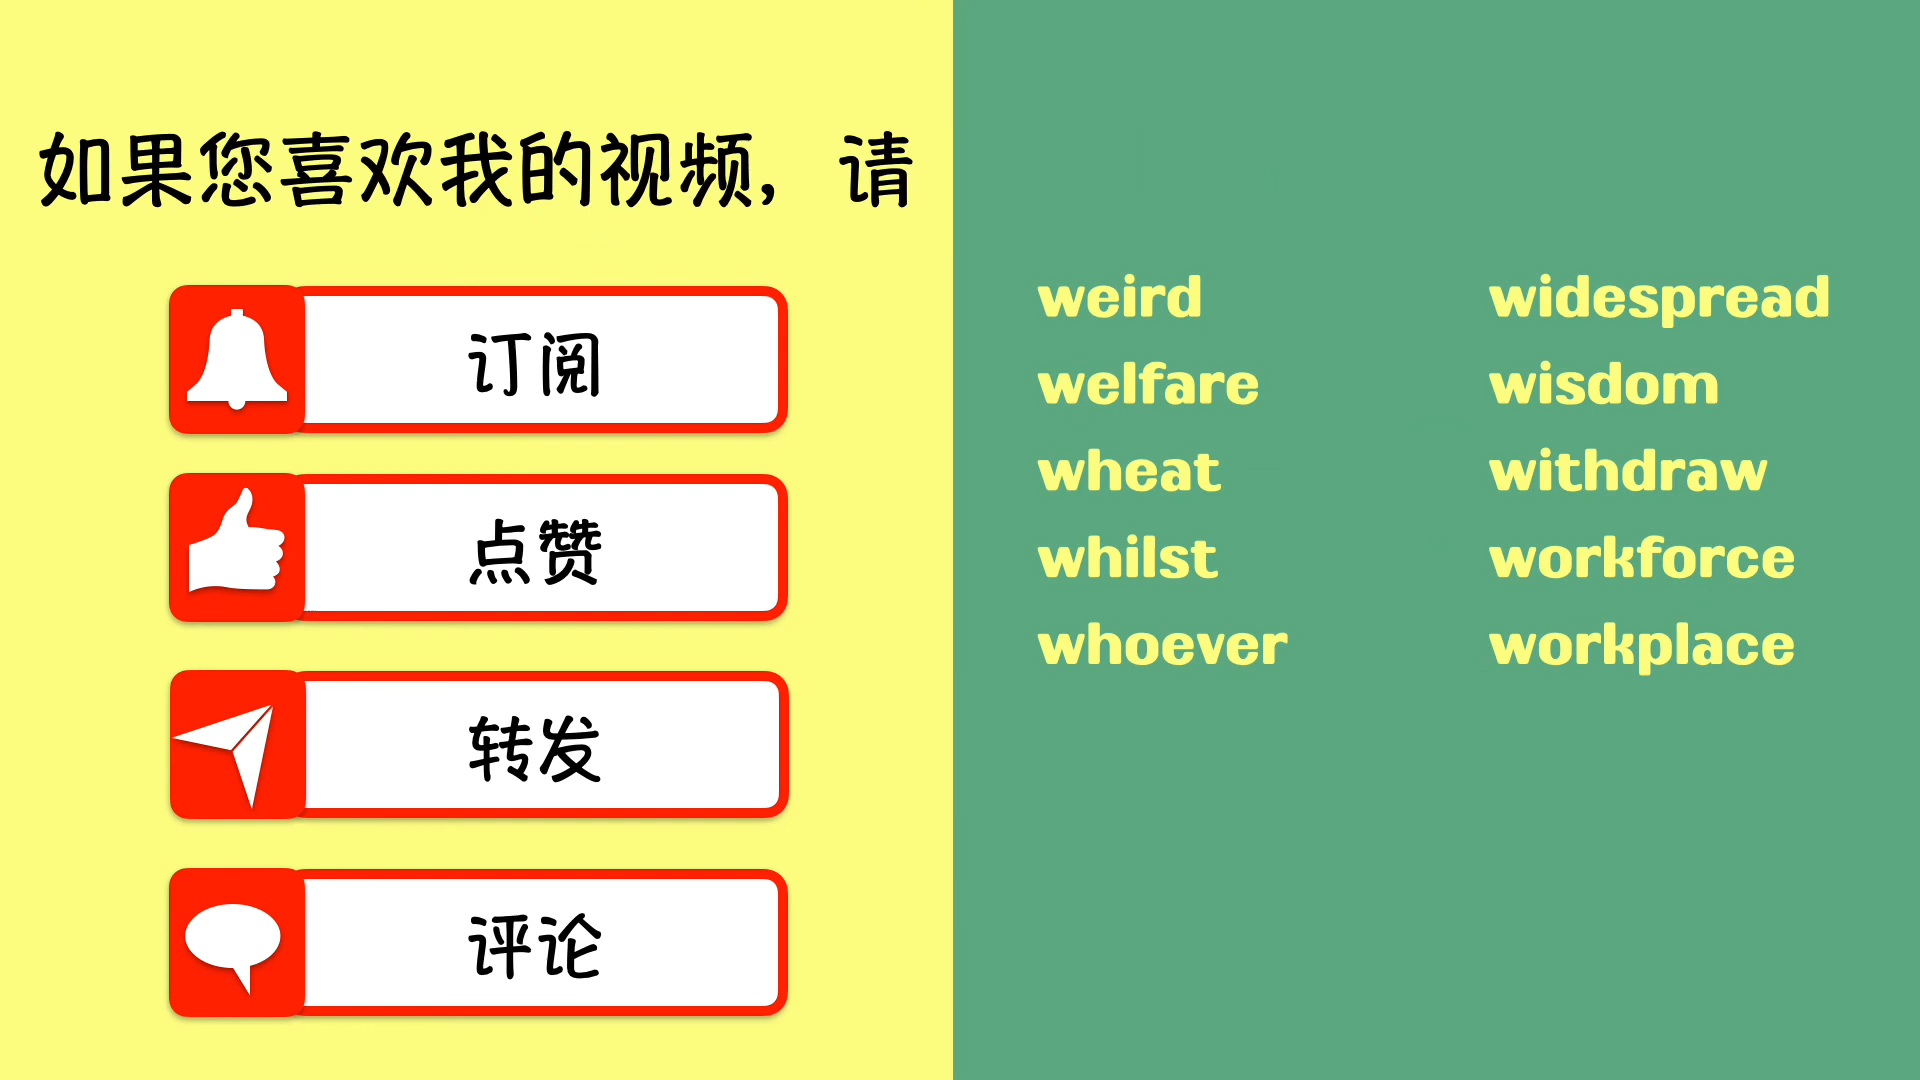 如果您喜欢我的视频，请
订阅
点赞
转发
评论
weird
welfare
wheat
whilst
whoever
widespread
wisdom
withdraw
workforce
workplace